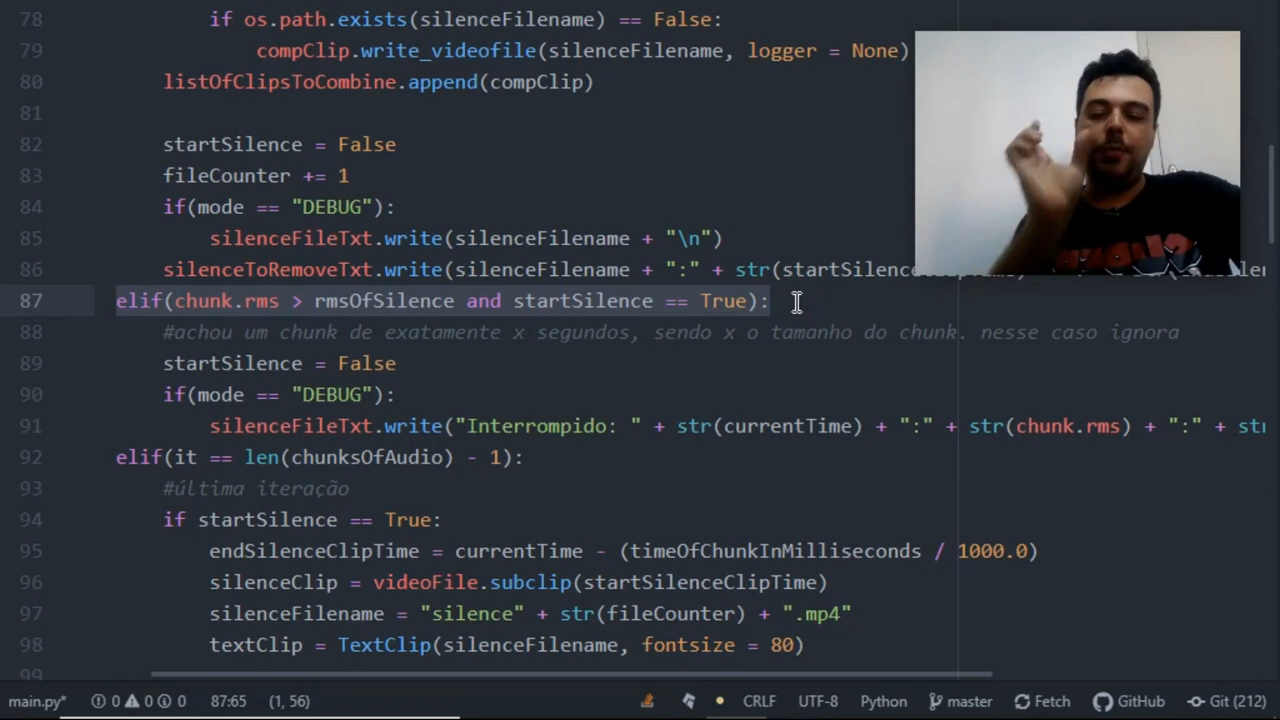 78 if os.path.exists(silenceFilename) == False:
79 compClip.write_videofile(silenceFilename, logger = None)
80 listOfClipsToCombine.append(compClip)
81
82 startSilence = False
83 fileCounter += 1
84 if(mode == "DEBUG"):
85 silenceFileTxt.write(silenceFilename + "\n")
86 silenceToRemoveTxt.write(silenceFilename + ":" + str(
87 elif(chunk.rms > rmsOfSilence and startSilence == True):
88 #achou um chunk de exatamente x segundos, sendo x o tamanho do chunk. nesse caso ignora
89 startSilence = False
90 if(mode == "DEBUG"):
91 silenceFileTxt.write("Interrompido: " + str(currentTime) + ":" + str(chunk.rms) + ":" +
92 elif(it == len(chunksOfAudio) - 1):
93 #última iteração
94 if startSilence == True:
95 endSilenceClipTime = currentTime - (timeOfChunkInMilliseconds / 1000.0)
96 silenceClip = videoFile.subclip(startSilenceClipTime)
97 silenceFilename = "silence" + str(fileCounter) + ".mp4"
98 textClip = TextClip(silenceFilename, fontsize = 80)
99
main.py* 0 0 0 87:65 (1, 56) CRLF UTF-8 Python master Fetch GitHub Git (212)